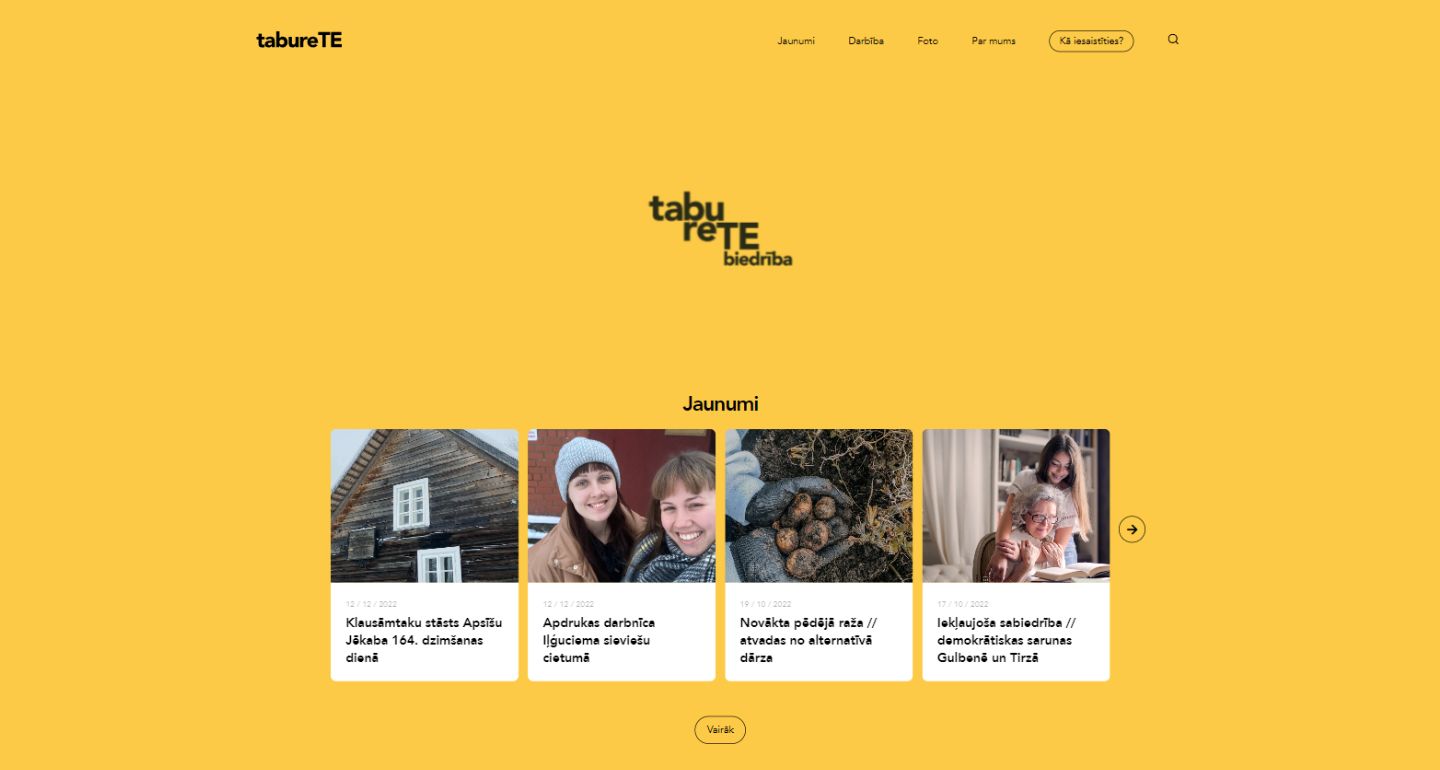 tabureTE
Jaunumi
Darbība
Foto
Par mums
Kā iesaistīties?
tabu
reTE
biedrība
Jaunumi
12 / 12 / 2022
Klausāmtaku stāsts Apsīšu
Jēkaba 164. dzimšanas
dienā
12 / 12 / 2022
Apdrukas darbnīca
Iļģuciema sieviešu
cietumā
19 / 10 / 2022
Novākta pēdējā raža //
atvadas no alternatīvā
dārza
17 / 10 / 2022
Iekļaujoša sabiedrība //
demokrātiskas sarunas
Gulbenē un Tirzā
Vairāk